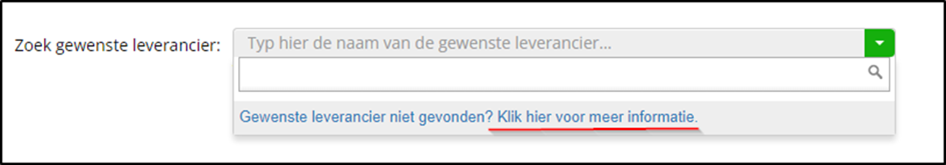 Zoek gewenste leverancier: Typ hier de naam van de gewenste leverancier...
Gewenste leverancier niet gevonden? Klik hier voor meer informatie.